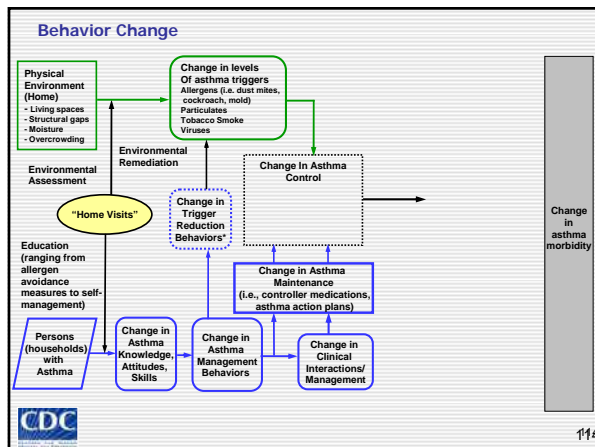 Behavior Change
Physical
Environment
(Home)
- Living spaces
- Structural gaps
- Moisture
- Overcrowding
Change in levels
Of asthma triggers
Allergens (i.e. dust mites,
cockroach, mold)
Particulates
Tobacco Smoke
Viruses
Environmental
Remediation
Environmental
Assessment
Change In Asthma
Control
"Home Visits"
Change in
Trigger
Reduction
Behaviors*
Change
in
asthma
morbidity
Education
(ranging from
allergen
avoidance
measures to self-
management)
Change in Asthma
Maintenance
(i.e., controller medications,
asthma action plans)
Persons
(households)
with
Asthma
Change in
Asthma
Knowledge,
Attitudes,
Skills
Change in
Asthma
Management
Behaviors
Change in
Clinical
Interactions/
Management
CDC